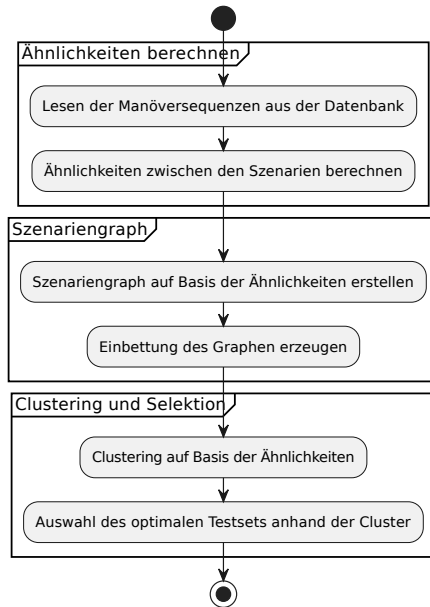 Ähnlichkeiten berechnen
Lesen der Manöversequenzen aus der Datenbank
Ähnlichkeiten zwischen den Szenarien berechnen
Szenariengraph
Szenariengraph auf Basis der Ähnlichkeiten erstellen
Einbettung des Graphen erzeugen
Clustering und Selektion
Clustering auf Basis der Ähnlichkeiten
Auswahl des optimalen Testsets anhand der Cluster